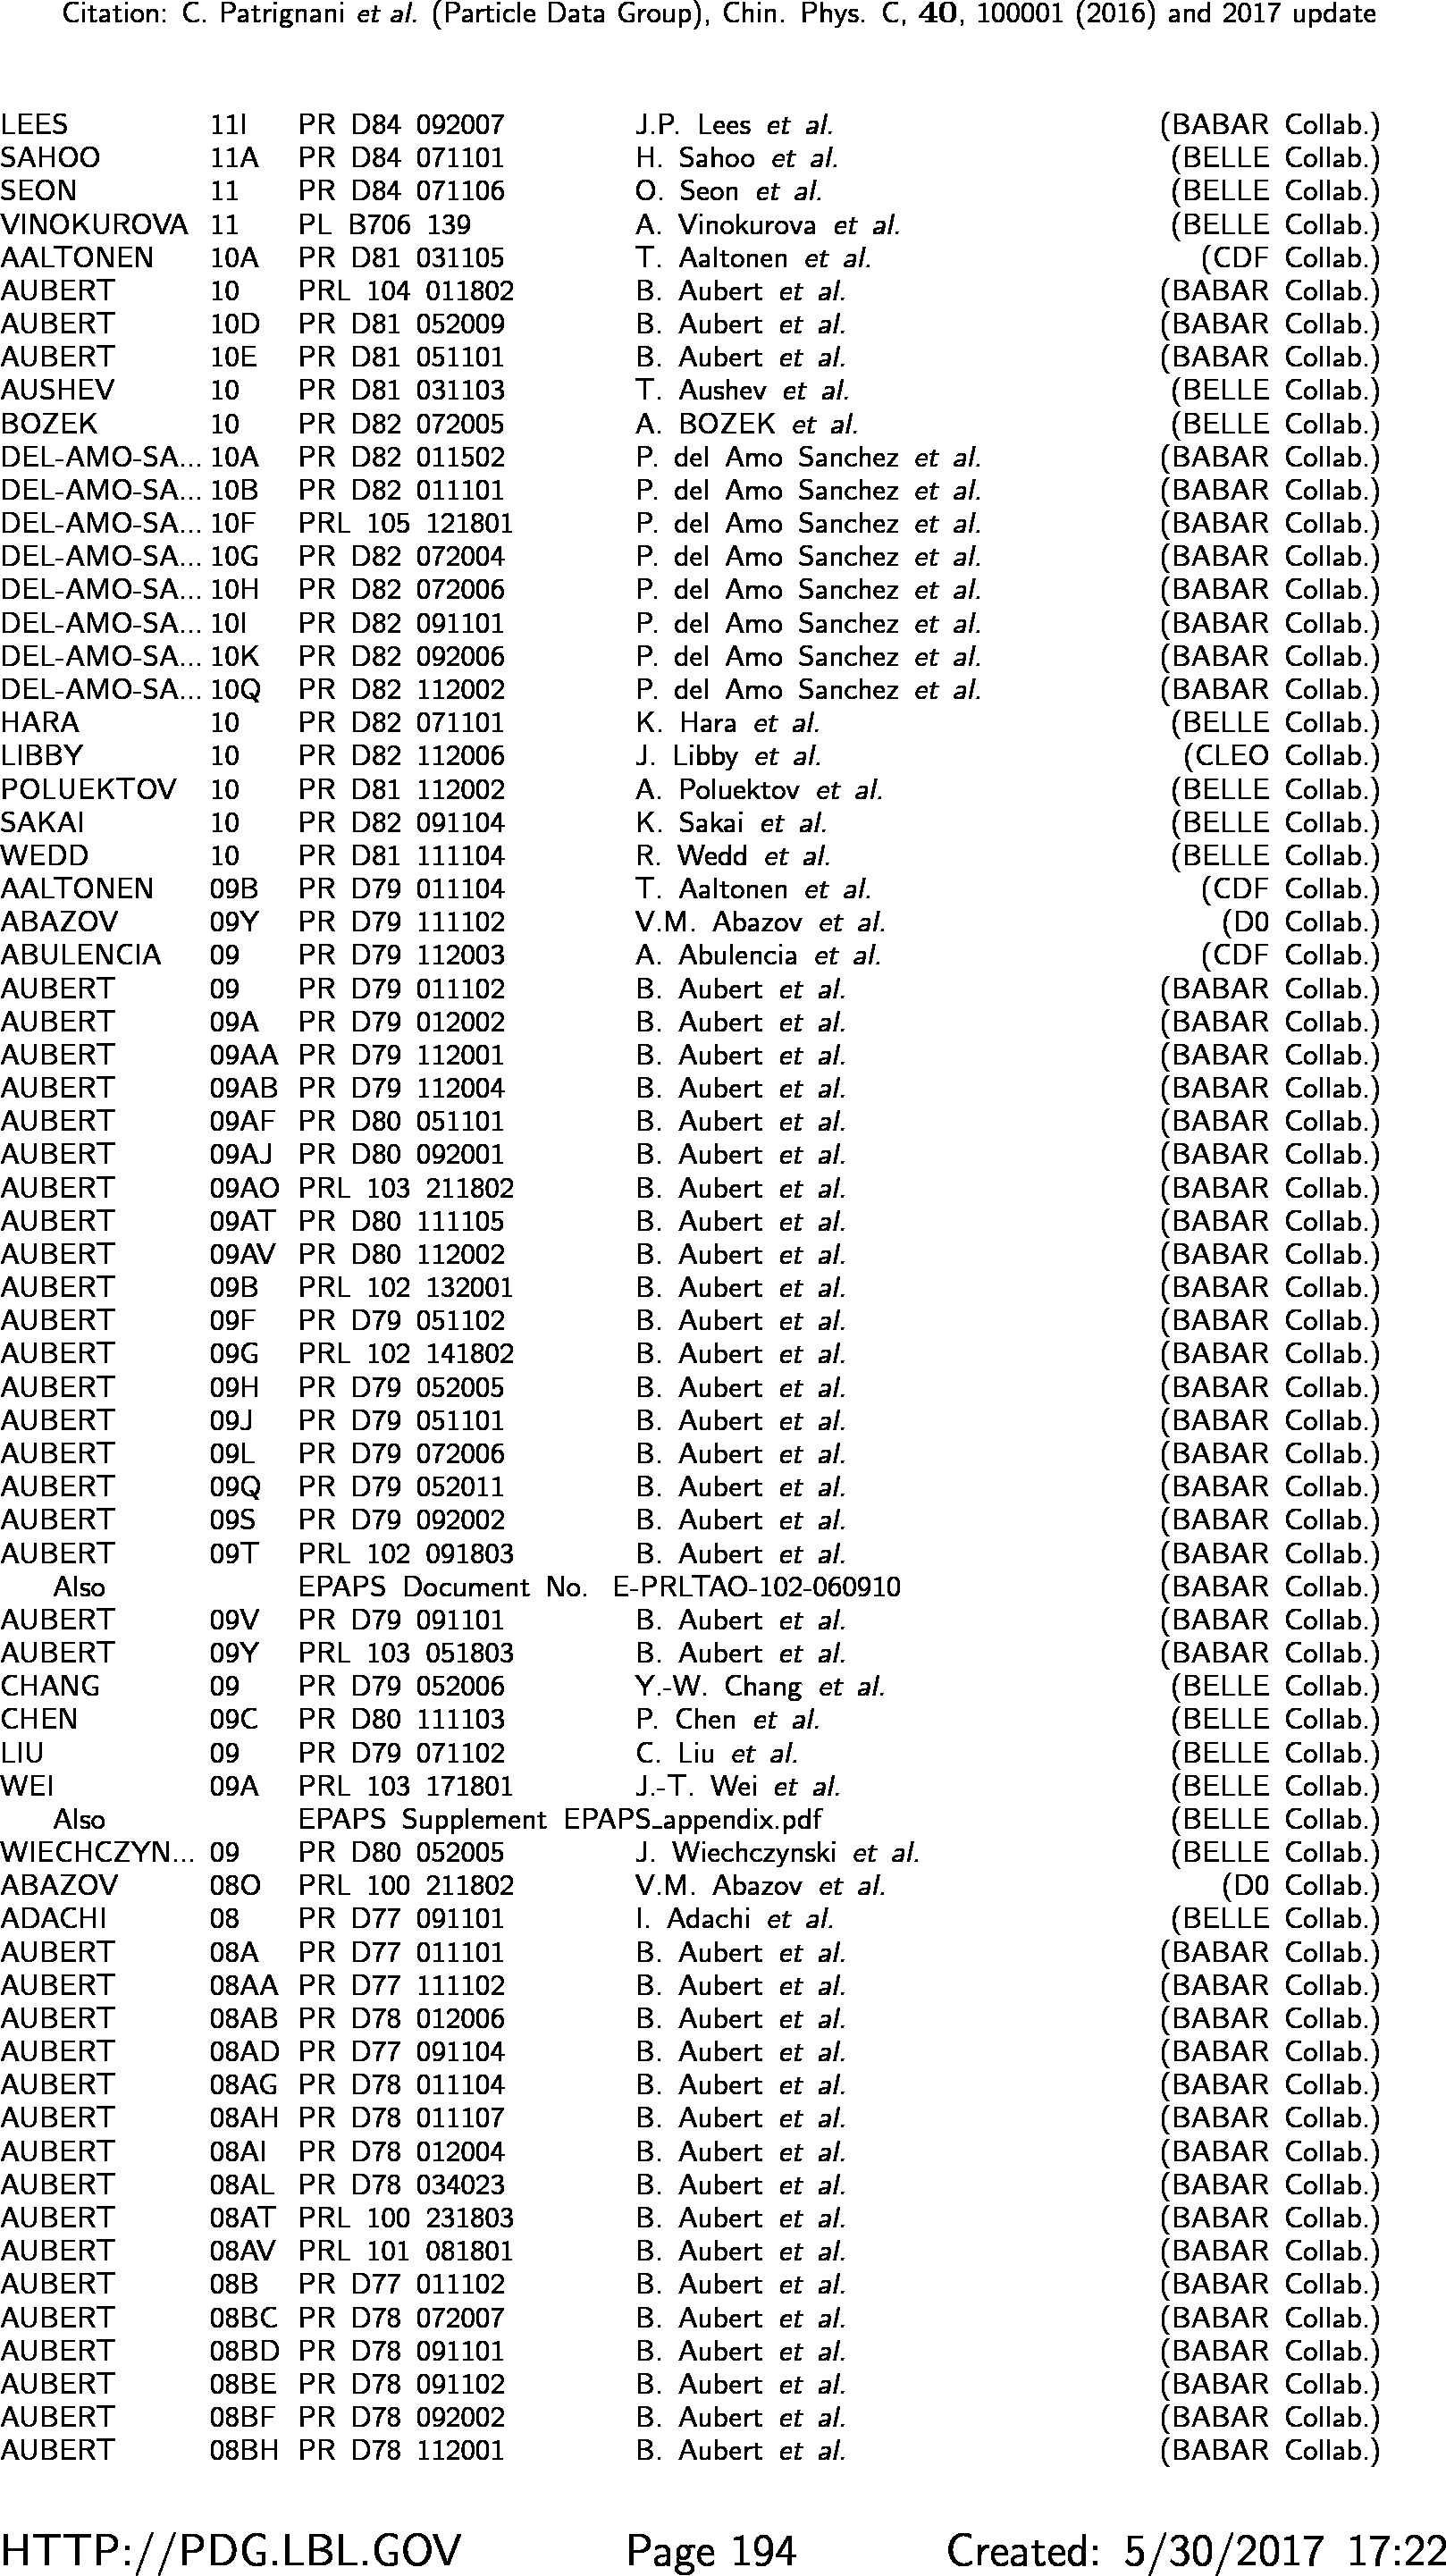 Citation: C. Patrignani et al. (Particle Data Group), Chin. Phys. C, 40, 100001 (2016) and 2017 update
LEES 11I PR D84 092007 J.P. Lees et al. (BABAR Collab.)
SAHOO 11A PR D84 071101 H. Sahoo et al. (BELLE Collab.)
SEON 11 PR D84 071106 O. Seon et al. (BELLE Collab.)
VINOKUROVA 11 PL B706 139 A. Vinokurova et al. (BELLE Collab.)
AALTONEN 10A PR D81 031105 T. Aaltonen et al. (CDF Collab.)
AUBERT 10 PRL 104 011802 B. Aubert et al. (BABAR Collab.)
AUBERT 10D PR D81 052009 B. Aubert et al. (BABAR Collab.)
AUBERT 10E PR D81 051101 B. Aubert et al. (BABAR Collab.)
AUSHEV 10 PR D81 031103 T. Aushev et al. (BELLE Collab.)
BOZEK 10 PR D82 072005 A. BOZEK et al. (BELLE Collab.)
DEL-AMO-SA... 10A PR D82 011502 P. del Amo Sanchez et al. (BABAR Collab.)
DEL-AMO-SA... 10B PR D82 011101 P. del Amo Sanchez et al. (BABAR Collab.)
DEL-AMO-SA... 10F PRL 105 121801 P. del Amo Sanchez et al. (BABAR Collab.)
DEL-AMO-SA... 10G PR D82 072004 P. del Amo Sanchez et al. (BABAR Collab.)
DEL-AMO-SA... 10H PR D82 072006 P. del Amo Sanchez et al. (BABAR Collab.)
DEL-AMO-SA... 10I PR D82 091101 P. del Amo Sanchez et al. (BABAR Collab.)
DEL-AMO-SA... 10K PR D82 092006 P. del Amo Sanchez et al. (BABAR Collab.)
DEL-AMO-SA... 10Q PR D82 112002 P. del Amo Sanchez et al. (BABAR Collab.)
HARA 10 PR D82 071101 K. Hara et al. (BELLE Collab.)
LIBBY 10 PR D82 112006 J. Libby et al. (CLEO Collab.)
POLUEKTOV 10 PR D81 112002 A. Poluektov et al. (BELLE Collab.)
SAKAI 10 PR D82 091104 K. Sakai et al. (BELLE Collab.)
WEDD 10 PR D81 111104 R. Wedd et al. (BELLE Collab.)
AALTONEN 09B PR D79 011104 T. Aaltonen et al. (CDF Collab.)
ABAZOV 09Y PR D79 111102 V.M. Abazov et al. (D0 Collab.)
ABULENCIA 09 PR D79 112003 A. Abulencia et al. (CDF Collab.)
AUBERT 09 PR D79 011102 B. Aubert et al. (BABAR Collab.)
AUBERT 09A PR D79 012002 B. Aubert et al. (BABAR Collab.)
AUBERT 09AA PR D79 112001 B. Aubert et al. (BABAR Collab.)
AUBERT 09AB PR D79 112004 B. Aubert et al. (BABAR Collab.)
AUBERT 09AF PR D80 051101 B. Aubert et al. (BABAR Collab.)
AUBERT 09AJ PR D80 092001 B. Aubert et al. (BABAR Collab.)
AUBERT 09AO PRL 103 211802 B. Aubert et al. (BABAR Collab.)
AUBERT 09AT PR D80 111105 B. Aubert et al. (BABAR Collab.)
AUBERT 09AV PR D80 112002 B. Aubert et al. (BABAR Collab.)
AUBERT 09B PRL 102 132001 B. Aubert et al. (BABAR Collab.)
AUBERT 09F PR D79 051102 B. Aubert et al. (BABAR Collab.)
AUBERT 09G PRL 102 141802 B. Aubert et al. (BABAR Collab.)
AUBERT 09H PR D79 052005 B. Aubert et al. (BABAR Collab.)
AUBERT 09J PR D79 051101 B. Aubert et al. (BABAR Collab.)
AUBERT 09L PR D79 072006 B. Aubert et al. (BABAR Collab.)
AUBERT 09Q PR D79 052011 B. Aubert et al. (BABAR Collab.)
AUBERT 09S PR D79 092002 B. Aubert et al. (BABAR Collab.)
AUBERT 09T PRL 102 091803 B. Aubert et al. (BABAR Collab.)
Also EPAPS Document No. E-PRLTAO-102-060910 (BABAR Collab.)
AUBERT 09V PR D79 091101 B. Aubert et al. (BABAR Collab.)
AUBERT 09Y PRL 103 051803 B. Aubert et al. (BABAR Collab.)
CHANG 09 PR D79 052006 Y.-W. Chang et al. (BELLE Collab.)
CHEN 09C PR D80 111103 P. Chen et al. (BELLE Collab.)
LIU 09 PR D79 071102 C. Liu et al. (BELLE Collab.)
WEI 09A PRL 103 171801 J.-T. Wei et al. (BELLE Collab.)
Also EPAPS Supplement EPAPS_appendix.pdf (BELLE Collab.)
WIECHCZYN... 09 PR D80 052005 J. Wiechczynski et al. (BELLE Collab.)
ABAZOV 08O PRL 100 211802 V.M. Abazov et al. (D0 Collab.)
ADACHI 08 PR D77 091101 I. Adachi et al. (BELLE Collab.)
AUBERT 08A PR D77 011101 B. Aubert et al. (BABAR Collab.)
AUBERT 08AA PR D77 111102 B. Aubert et al. (BABAR Collab.)
AUBERT 08AB PR D78 012006 B. Aubert et al. (BABAR Collab.)
AUBERT 08AD PR D77 091104 B. Aubert et al. (BABAR Collab.)
AUBERT 08AG PR D78 011104 B. Aubert et al. (BABAR Collab.)
AUBERT 08AH PR D78 011107 B. Aubert et al. (BABAR Collab.)
AUBERT 08AI PR D78 012004 B. Aubert et al. (BABAR Collab.)
AUBERT 08AL PR D78 034023 B. Aubert et al. (BABAR Collab.)
AUBERT 08AT PRL 100 231803 B. Aubert et al. (BABAR Collab.)
AUBERT 08AV PRL 101 081801 B. Aubert et al. (BABAR Collab.)
AUBERT 08B PR D77 011102 B. Aubert et al. (BABAR Collab.)
AUBERT 08BC PR D78 072007 B. Aubert et al. (BABAR Collab.)
AUBERT 08BD PR D78 091101 B. Aubert et al. (BABAR Collab.)
AUBERT 08BE PR D78 091102 B. Aubert et al. (BABAR Collab.)
AUBERT 08BF PR D78 092002 B. Aubert et al. (BABAR Collab.)
AUBERT 08BH PR D78 112001 B. Aubert et al. (BABAR Collab.)
HTTP://PDG.LBL.GOV Page 194 Created: 5/30/2017 17:22